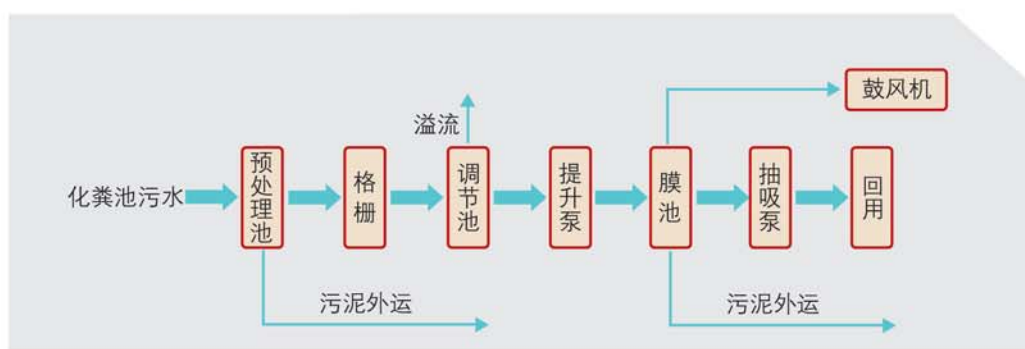 鼓风机
溢流
化粪池污水
预处理池
格栅
调节池
提升泵
膜池
抽吸泵
回用
污泥外运
污泥外运